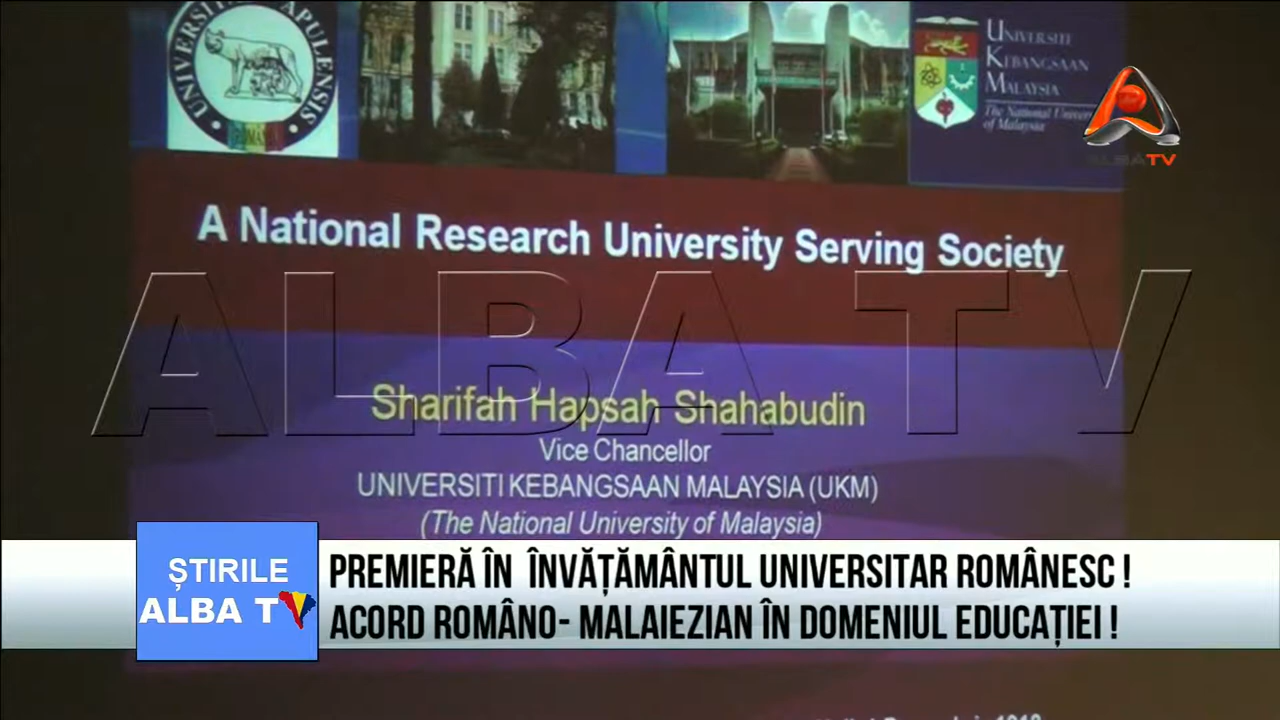 UNIVERSITAS APULENSIS
UNIVERSITI
KEBANGSAAN
MALAYSIA
The National University
of Malaysia
ALBA TV
A National Research University Serving Society
ALBA TV
Sharifah Hapsah Shahabudin
Vice Chancellor
UNIVERSITI KEBANGSAAN MALAYSIA (UKM)
(The National University of Malaysia)
ȘTIRILE
ALBA TV
PREMIERĂ ÎN ÎNVĂȚĂMÂNTUL UNIVERSITAR ROMÂNESC !
ACORD ROMÂNO- MALAIEZIAN ÎN DOMENIUL EDUCAȚIEI !